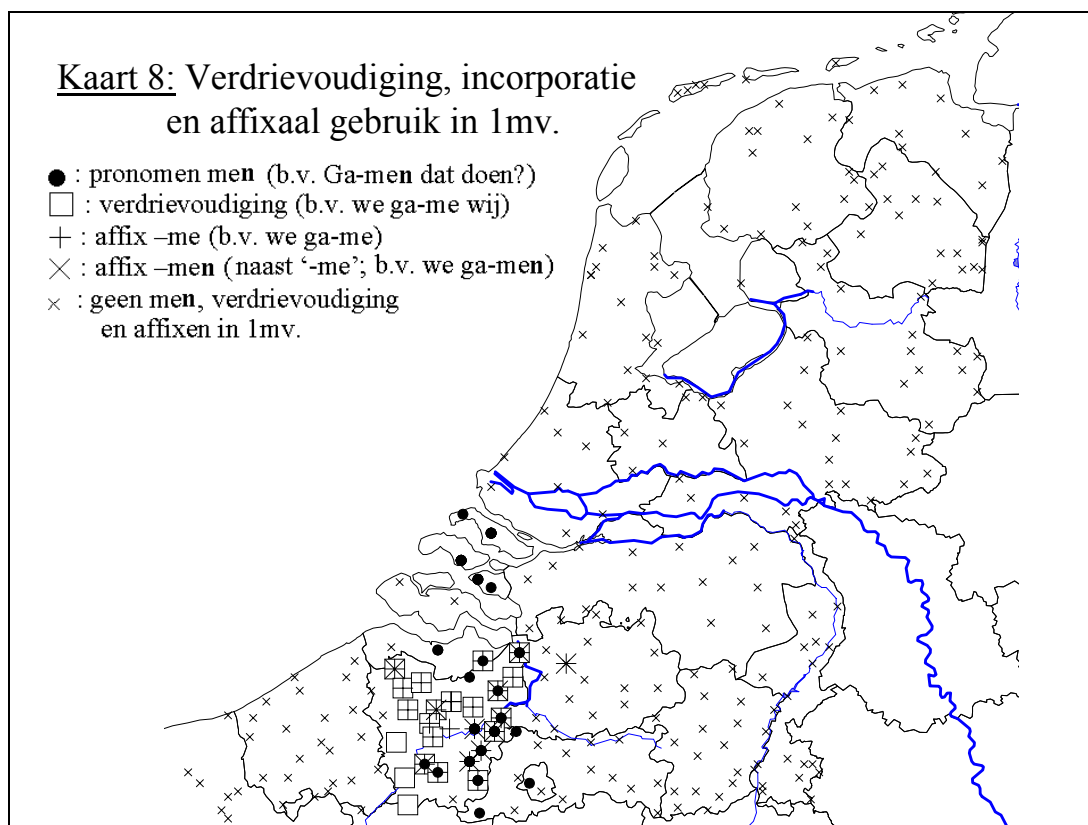 Kaart 8: Verdrievoudiging, incorporatie
en affixaal gebruik in 1mv.
● : pronomen men (b.v. Ga-men dat doen?)
□ : verdrievoudiging (b.v. we ga-me wij)
+ : affix –me (b.v. we ga-me)
× : affix –men (naast ‘-me’; b.v. we ga-men)
× : geen men, verdrievoudiging
en affixen in 1mv.